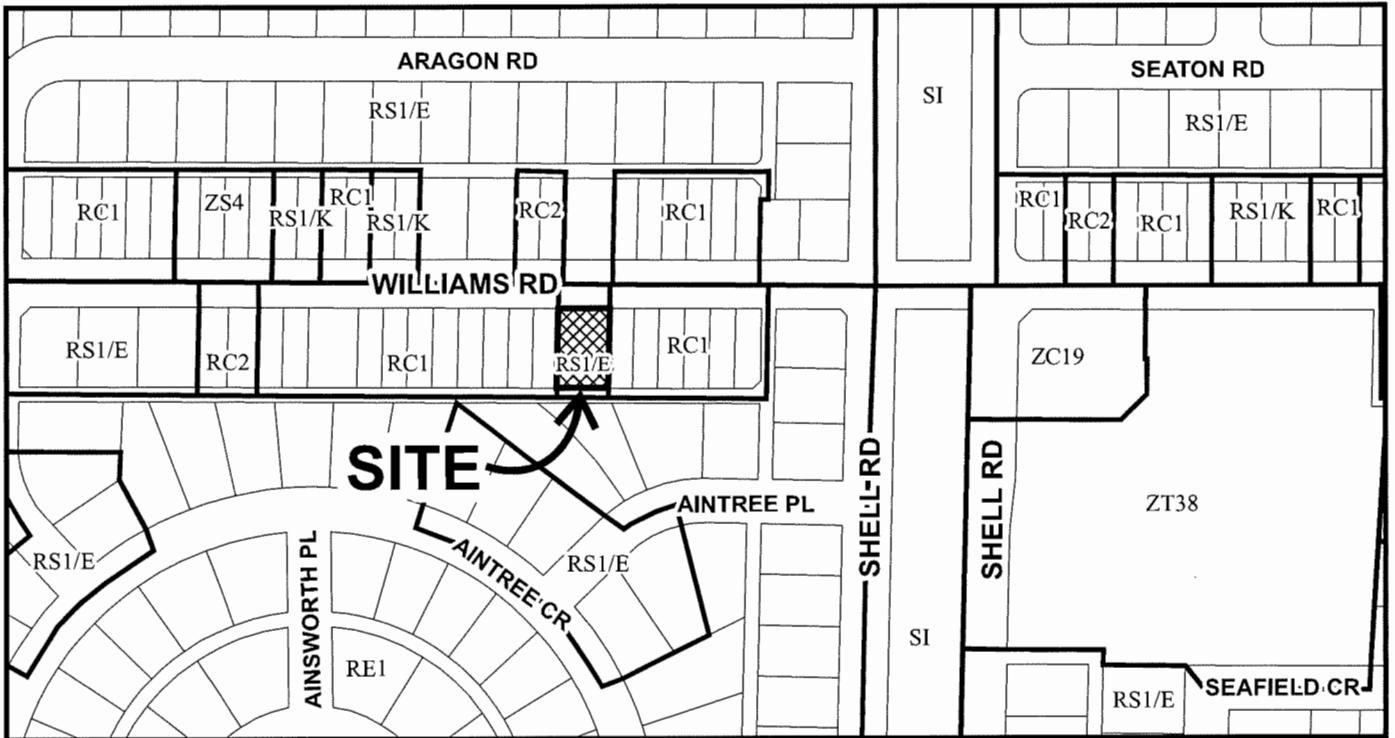 ARAGON RD
SEATON RD
SI
RS1/E
RS1/E
RC1
ZS4
RS1/K
RC1
RS1/K
RC2
RC1
RC1
RC2
RC1
RS1/K
RC1
WILLIAMS RD
RS1/E
RC2
RC1
RS1/E
RC1
ZC19
SITE
SHELL RD
SHELL RD
AINTREE PL
ZT38
RS1/E
AINSWORTH PL
AINTREE CR
RS1/E
SI
RE1
SEAFIELD CR
RS1/E